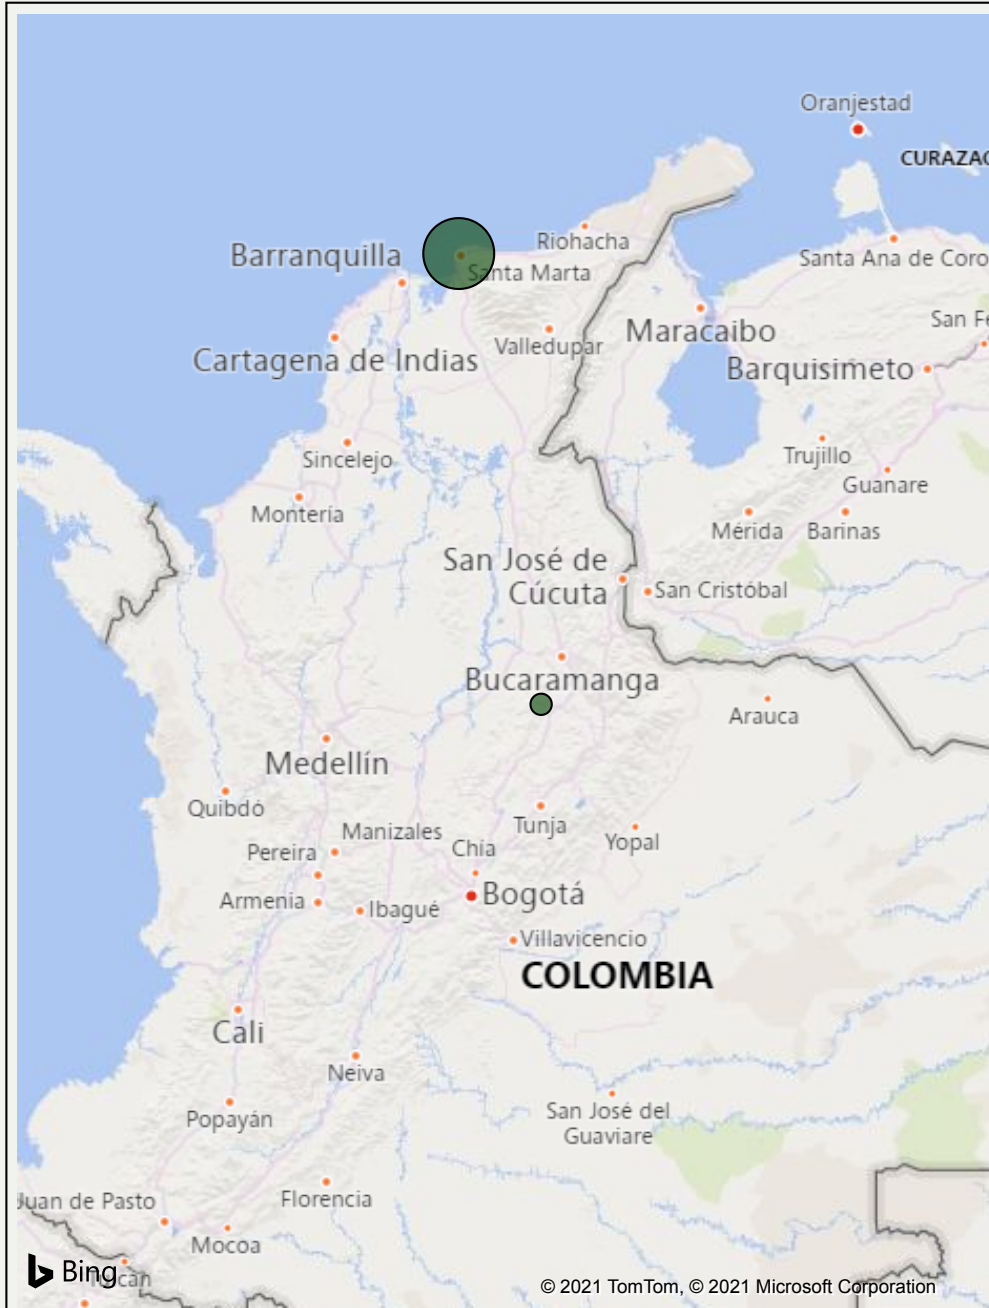 Oranjestad
CURAZAO
Barranquilla
Riohacha
Santa Marta
Santa Ana de Coro
San Fe
Maracaibo
Valledupar
Cartagena de Indias
Barquisimeto
Sincelejo
Trujillo
Guanare
Montería
Mérida
Barinas
San José de
Cúcuta
San Cristóbal
Bucaramanga
Arauca
Medellín
Quibdó
Manizales
Tunja
Yopal
Chía
Pereira
Armenia
Ibagué
Bogotá
Villavicencio
COLOMBIA
Cali
Neiva
Popayán
San José del
Guaviare
Juan de Pasto
Florencia
Mocoa
Bing
Tulcán
© 2021 TomTom, © 2021 Microsoft Corporation